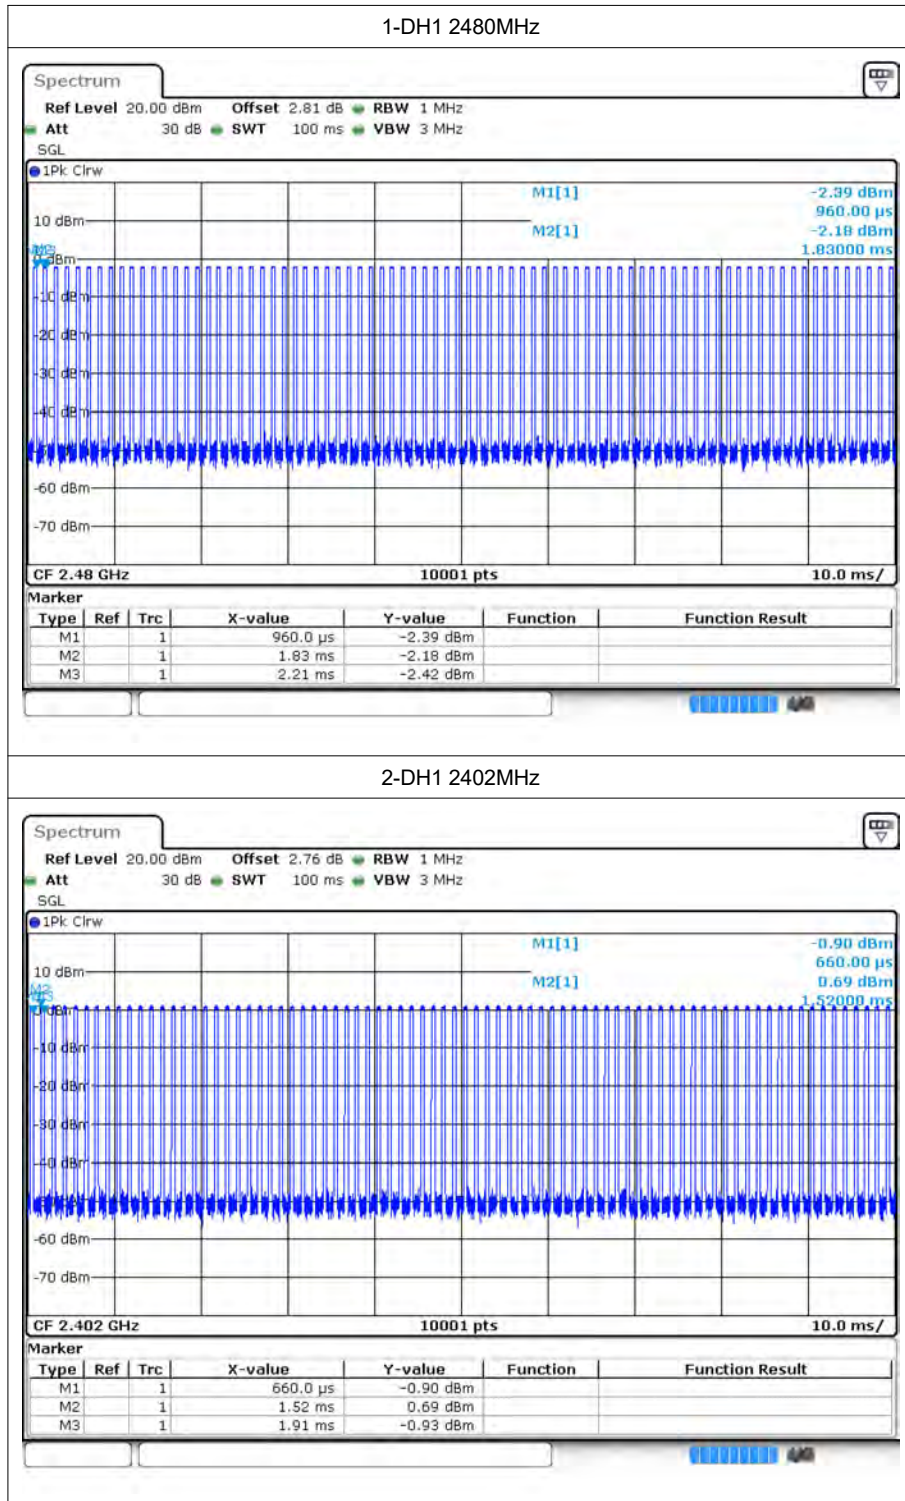 1-DH1 2480MHz
Spectrum
Ref Level 20.00 dBm Offset 2.81 dB RBW 1 MHz
Att 30 dB SWT 100 ms VBW 3 MHz
SGL
1Pk Clrw
M1[1] -2.39 dBm
960.00 µs
10 dBm
M2[1] -2.18 dBm
1.83000 ms
-10 dBm
-20 dBm
-30 dBm
-40 dBm
-60 dBm
-70 dBm
CF 2.48 GHz 10001 pts 10.0 ms/
Marker
Type Ref Trc X-value Y-value Function Function Result
M1 1 960.0 µs -2.39 dBm
M2 1 1.83 ms -2.18 dBm
M3 1 2.21 ms -2.42 dBm
2-DH1 2402MHz
Spectrum
Ref Level 20.00 dBm Offset 2.76 dB RBW 1 MHz
Att 30 dB SWT 100 ms VBW 3 MHz
SGL
1Pk Clrw
M1[1] -0.90 dBm
660.00 µs
10 dBm
M2[1] 0.69 dBm
1.52000 ms
-10 dBm
-20 dBm
-30 dBm
-40 dBm
-60 dBm
-70 dBm
CF 2.402 GHz 10001 pts 10.0 ms/
Marker
Type Ref Trc X-value Y-value Function Function Result
M1 1 660.0 µs -0.90 dBm
M2 1 1.52 ms 0.69 dBm
M3 1 1.91 ms -0.93 dBm